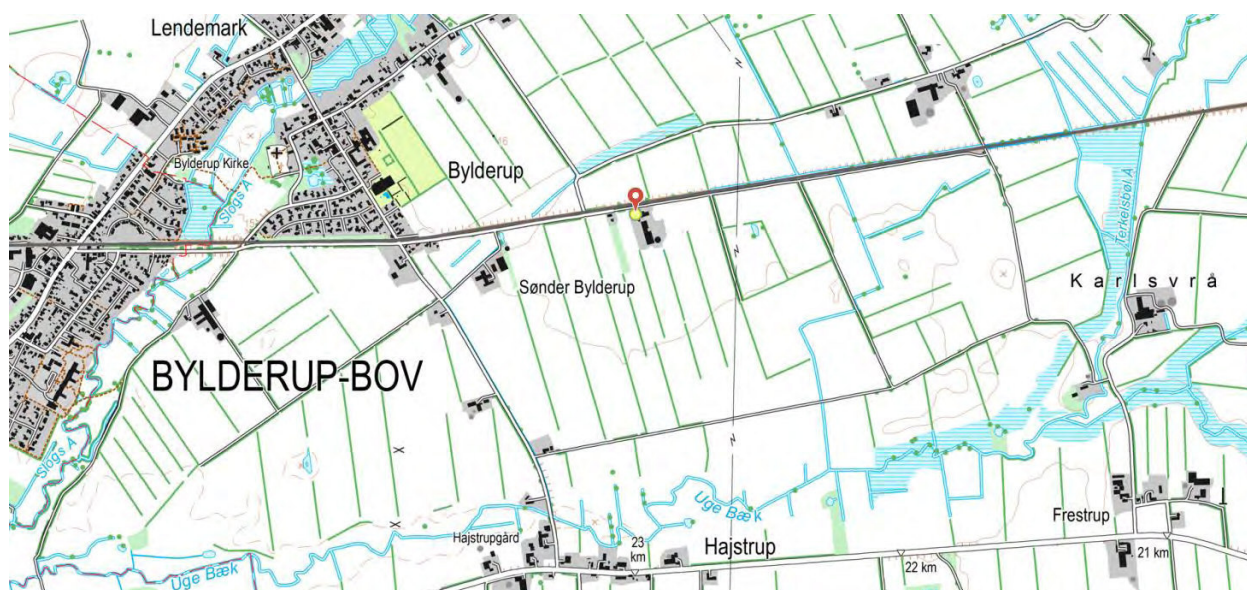 Lendemark
Bylderup Kirke
Slogs Å
Bylderup
16
Sønder Bylderup
BYLDERUP-BOV
Slogs Å
Terkelsbøl Å
Karlsvrå
Uge Bæk
Hajstrupgård
Hajstrup
Frestrup
23
km
22 km
21 km
Uge Bæk